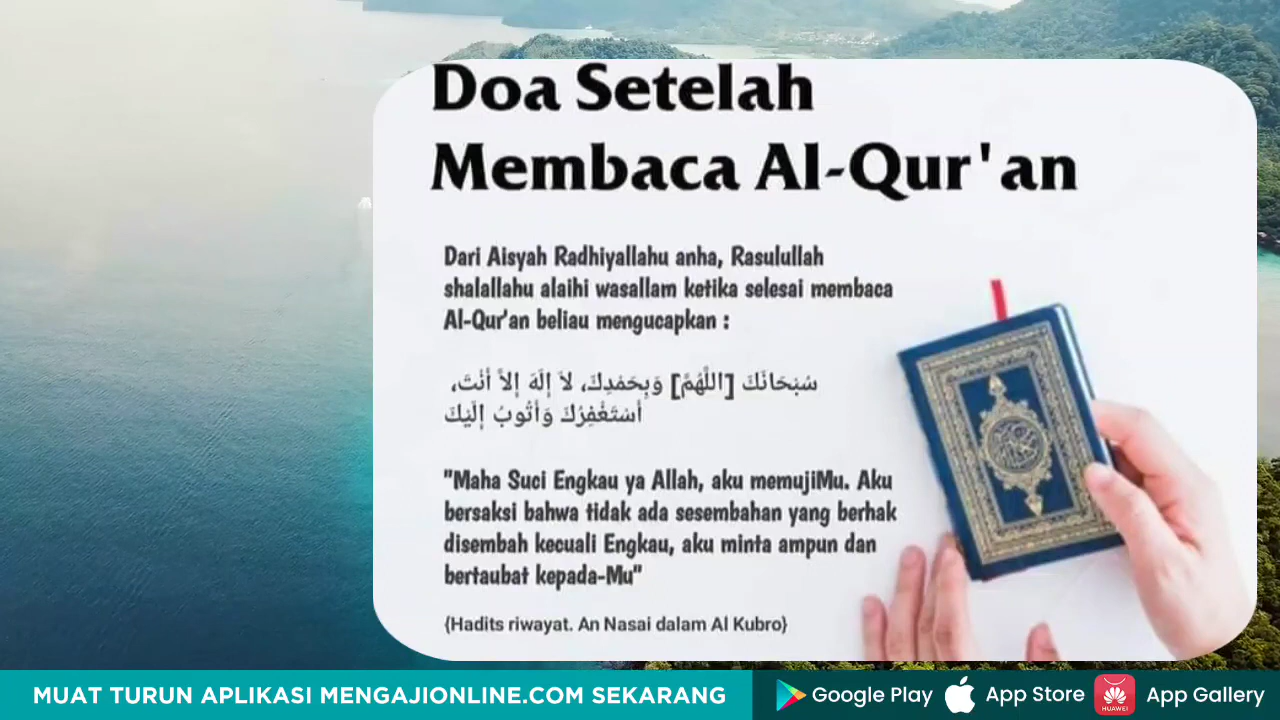 Doa Setelah
Membaca Al-Qur'an
Dari Aisyah Radhiyallahu anha, Rasulullah
shalallahu alaihi wasallam ketika selesai membaca
Al-Qur'an beliau mengucapkan :
سُبْحَانَكَ [اللَّهُمَّ] وَبِحَمْدِكَ، لاَ إِلَهَ إِلاَّ أَنْتَ،
أَسْتَغْفِرُكَ وَأَتُوبُ إِلَيْكَ
"Maha Suci Engkau ya Allah, aku memujiMu. Aku
bersaksi bahwa tidak ada sesembahan yang berhak
disembah kecuali Engkau, aku minta ampun dan
bertaubat kepada-Mu"
{Hadits riwayat. An Nasai dalam Al Kubro}
MUAT TURUN APLIKASI MENGAJIONLINE.COM SEKARANG
Google Play
App Store
HUAWEI
App Gallery